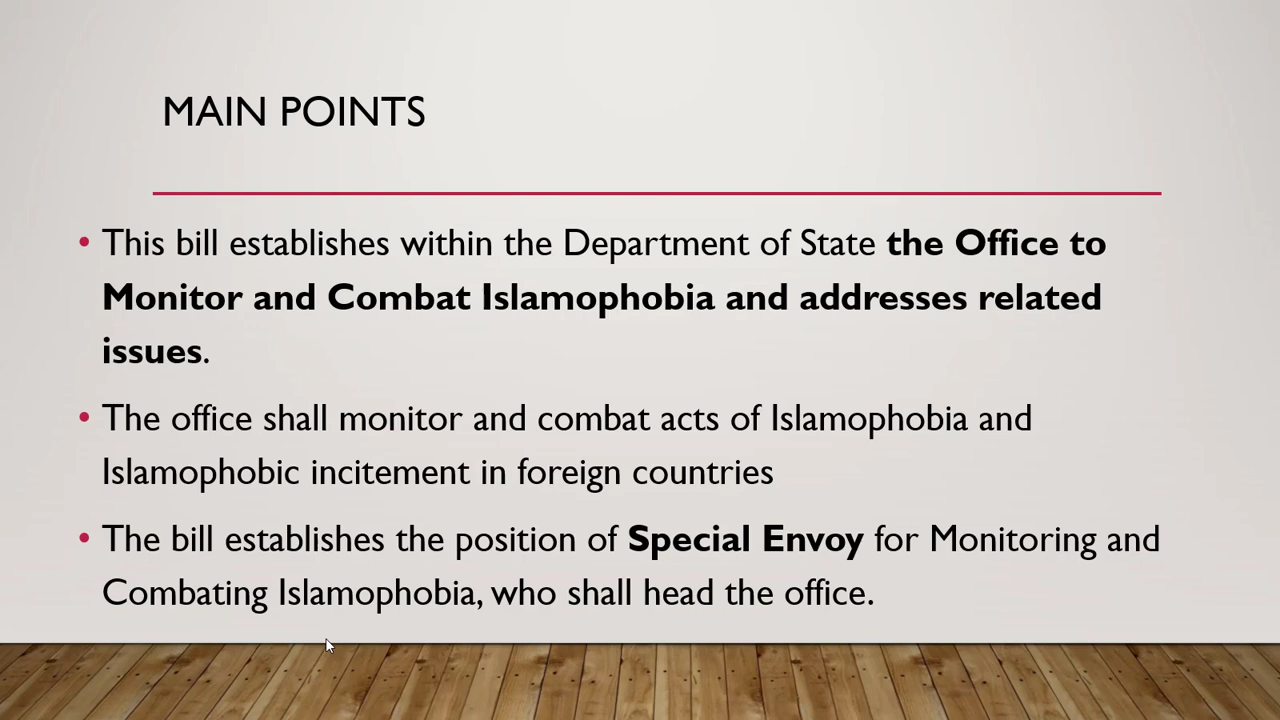 MAIN POINTS
• This bill establishes within the Department of State the Office to
Monitor and Combat Islamophobia and addresses related
issues.
• The office shall monitor and combat acts of Islamophobia and
Islamophobic incitement in foreign countries
• The bill establishes the position of Special Envoy for Monitoring and
Combating Islamophobia, who shall head the office.